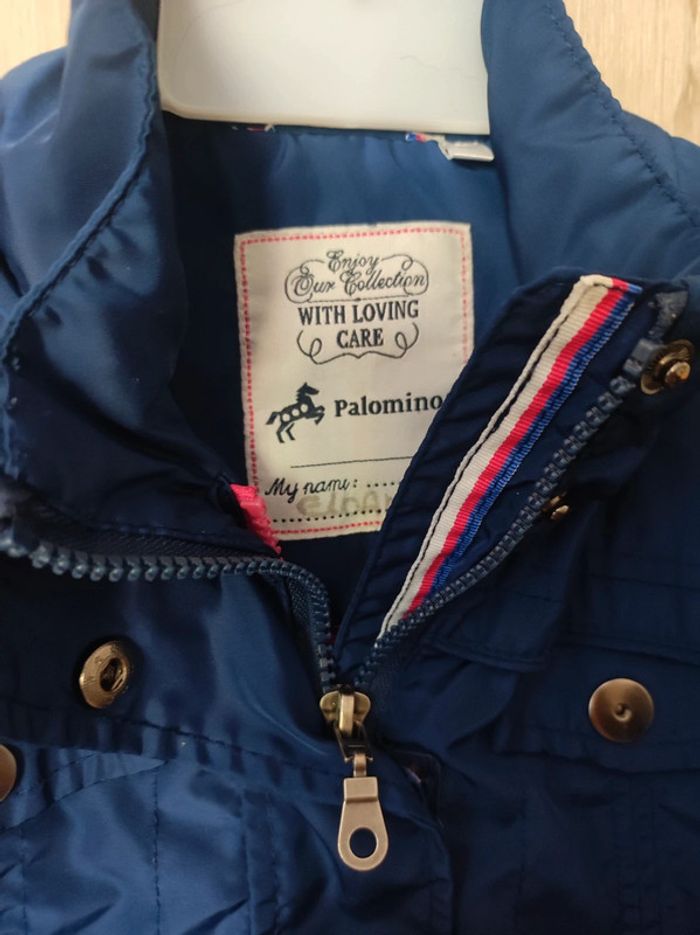 Enjoy
Our Collection
WITH LOVING
CARE
Palomino
My name: